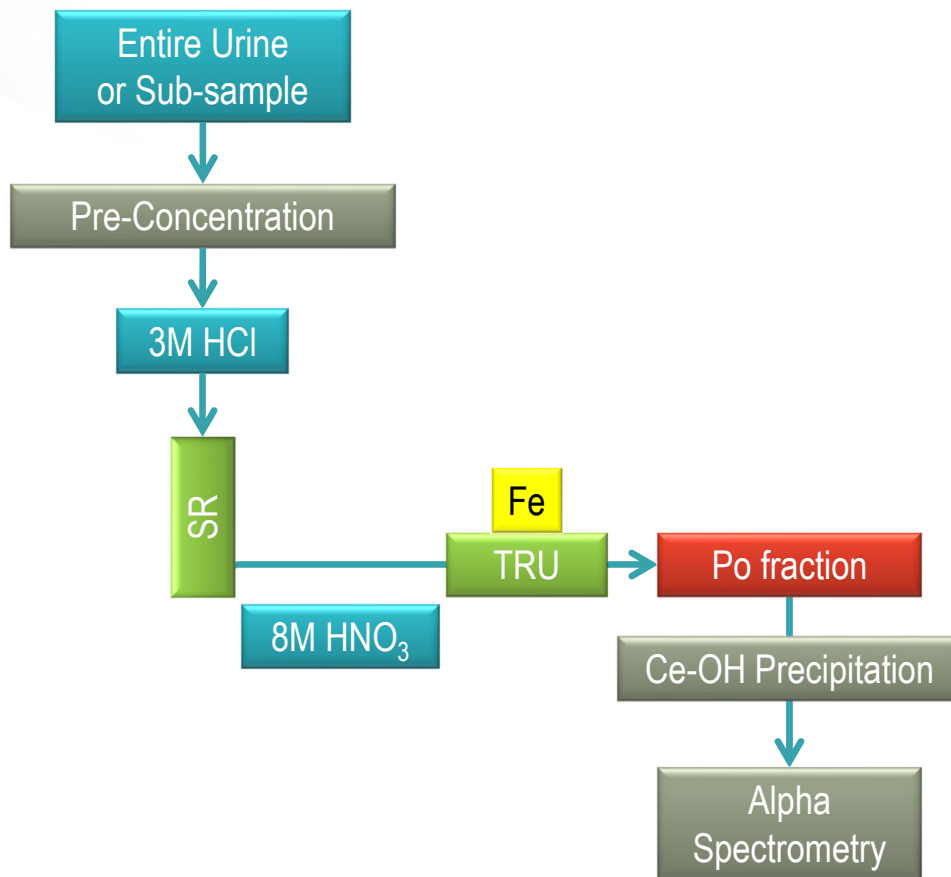 Entire Urine
or Sub-sample
Pre-Concentration
3M HCl
SR
Fe
TRU
Po fraction
8M HNO₃
Ce-OH Precipitation
Alpha
Spectrometry